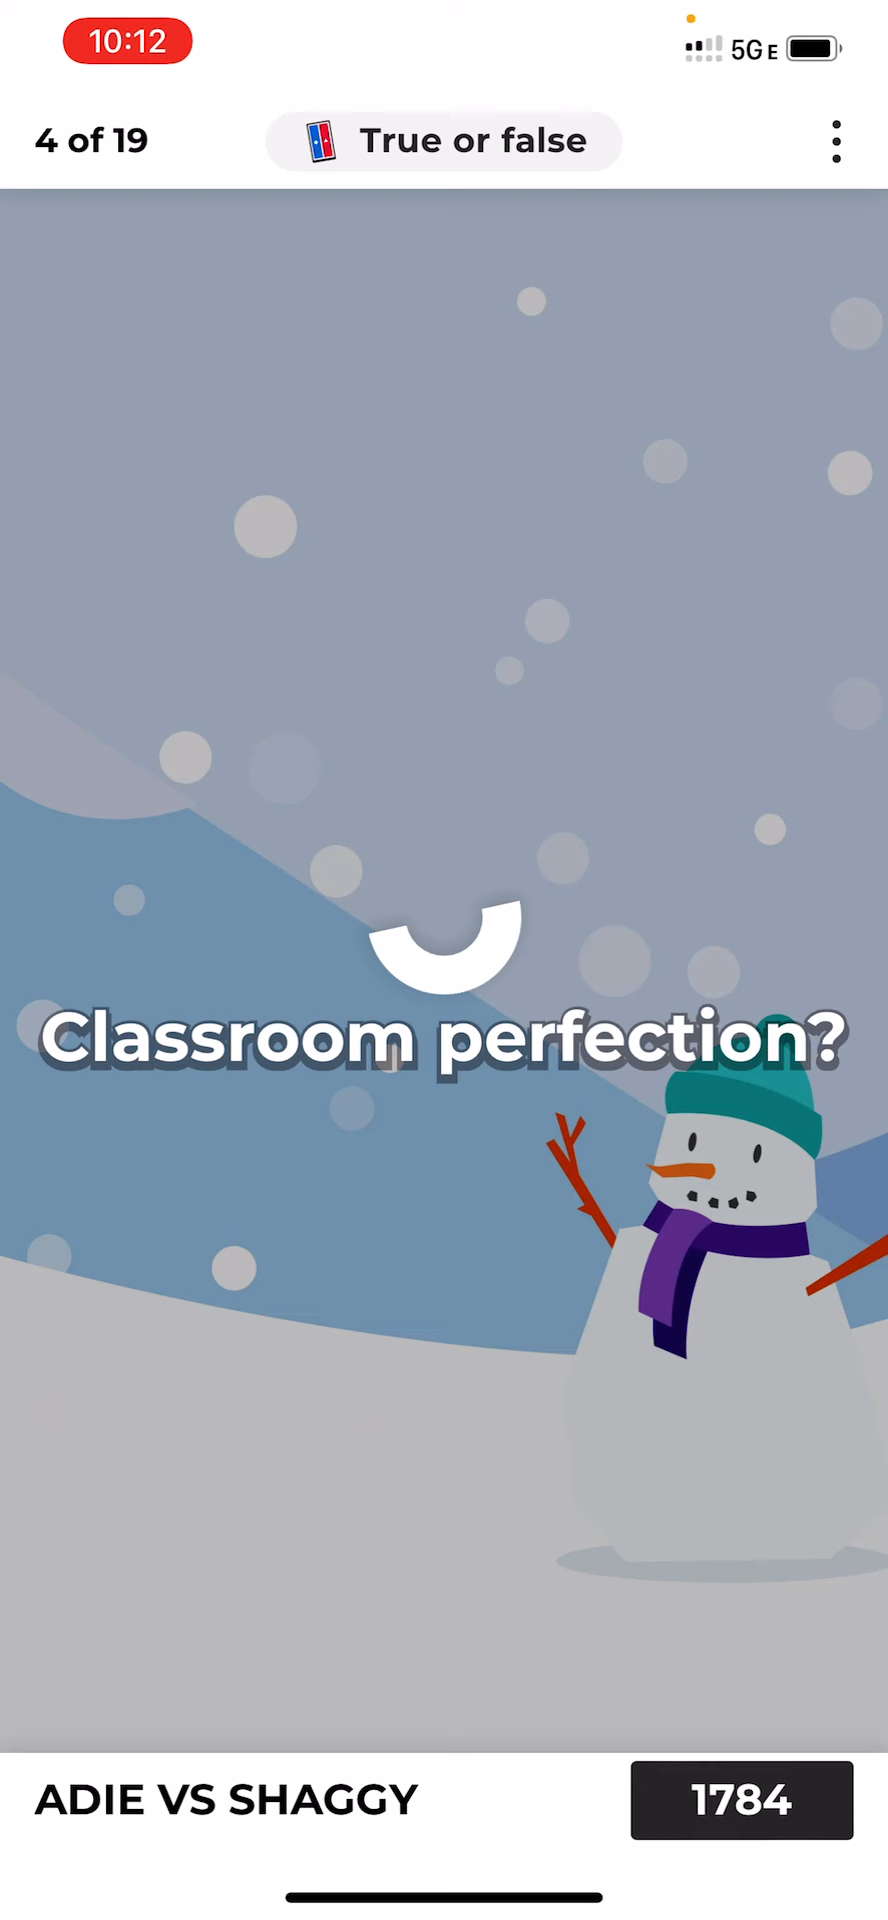 10:12
5G E
4 of 19
True or false
Classroom perfection?
ADIE VS SHAGGY
1784